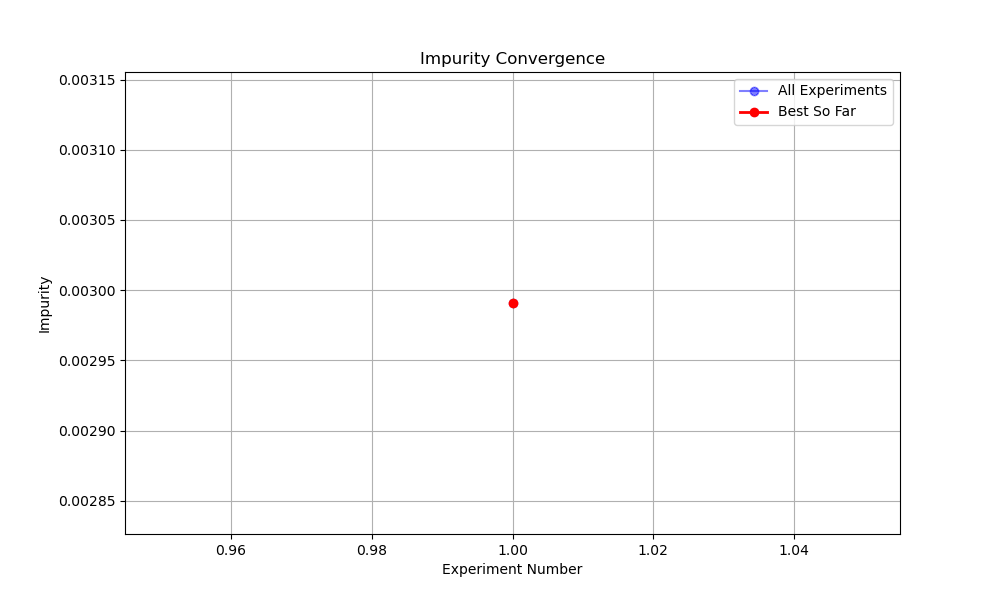 Impurity Convergence
All Experiments
Best So Far
0.00315
0.00310
0.00305
0.00300
0.00295
0.00290
0.00285
Impurity
0.96 0.98 1.00 1.02 1.04
Experiment Number